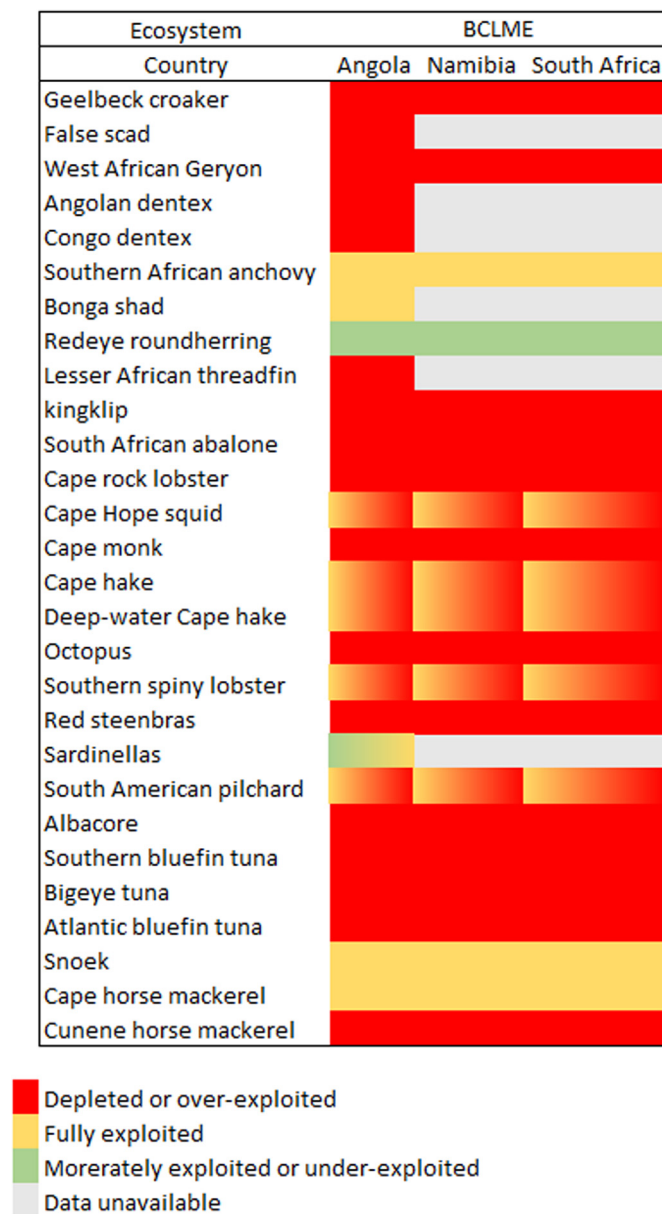 Ecosystem BCLME
Country Angola Namibia South Africa
Geelbeck croaker
False scad
West African Geryon
Angolan dentex
Congo dentex
Southern African anchovy
Bonga shad
Redeye roundherring
Lesser African threadfin
kingklip
South African abalone
Cape rock lobster
Cape Hope squid
Cape monk
Cape hake
Deep-water Cape hake
Octopus
Southern spiny lobster
Red steenbras
Sardinellas
South American pilchard
Albacore
Southern bluefin tuna
Bigeye tuna
Atlantic bluefin tuna
Snoek
Cape horse mackerel
Cunene horse mackerel
Depleted or over-exploited
Fully exploited
Morerately exploited or under-exploited
Data unavailable